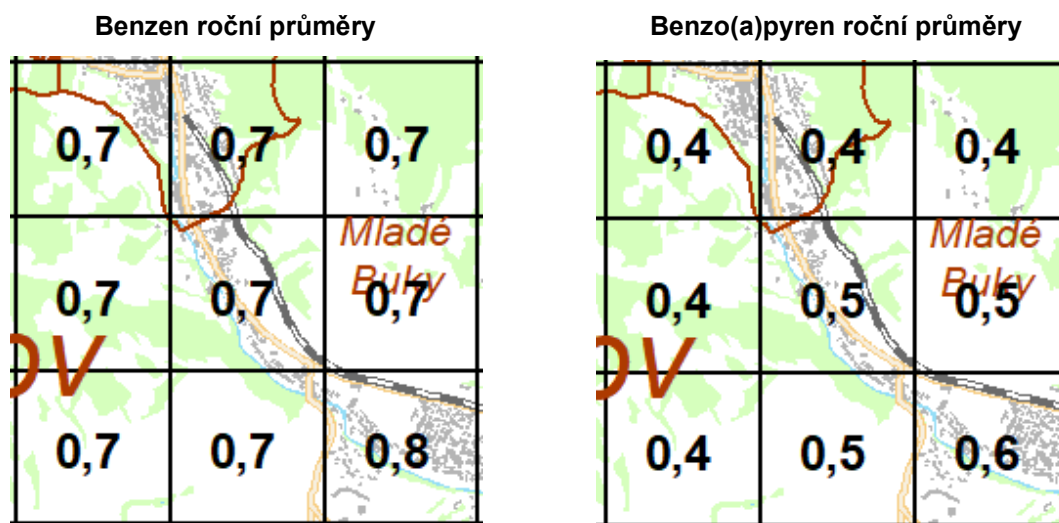 Benzen roční průměry
0,7 0,7 0,7
Mladé
Buky
0,7 0,7 0,7
OV
0,7 0,7 0,8
Benzo(a)pyren roční průměry
0,4 0,4 0,4
Mladé
Buky
0,4 0,5 0,5
OV
0,4 0,5 0,6